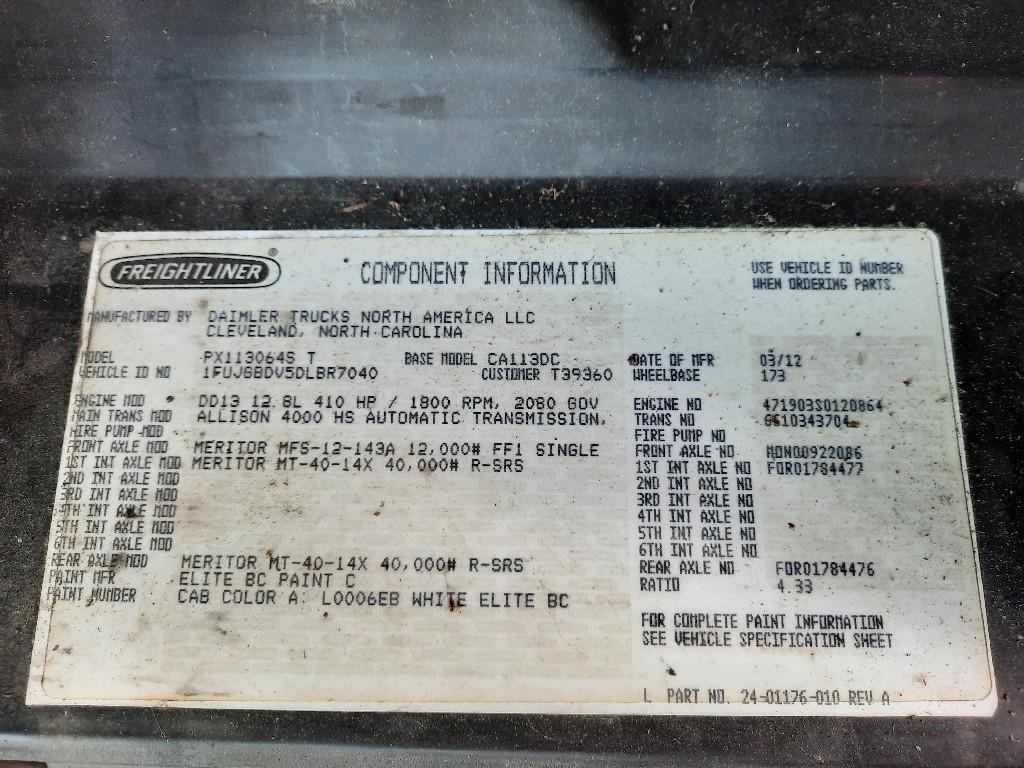 FREIGHTLINER ® COMPONENT INFORMATION USE VEHICLE ID NUMBER
WHEN ORDERING PARTS.
MANUFACTURED BY DAIMLER TRUCKS NORTH AMERICA LLC
CLEVELAND, NORTH CAROLINA
MODEL PX113064S T BASE MODEL CA113DC DATE OF MFR 03/12
VEHICLE ID NO 1FUJGBDV5DLBR7040 CUSTOMER T39360 WHEELBASE 173
ENGINE MOD DD13 12.8L 410 HP / 1800 RPM, 2080 GOV ENGINE NO 471903S0120864
MAIN TRANS MOD ALLISON 4000 HS AUTOMATIC TRANSMISSION, TRANS NO 6610343704
FIRE PUMP MOD FIRE PUMP NO
FRONT AXLE MOD MERITOR MFS-12-143A 12,000# FF1 SINGLE FRONT AXLE NO
1ST INT AXLE MOD MERITOR MT-40-14X 40,000# R-SRS 1ST INT AXLE NO FOR01784477
2ND INT AXLE MOD 2ND INT AXLE NO
3RD INT AXLE MOD 3RD INT AXLE NO
4TH INT AXLE MOD 4TH INT AXLE NO
5TH INT AXLE MOD 5TH INT AXLE NO
6TH INT AXLE MOD 6TH INT AXLE NO
REAR AXLE MOD MERITOR MT-40-14X 40,000# R-SRS REAR AXLE NO FOR01784476
PAINT MFR ELITE BC PAINT C RATIO 4.33
PAINT NUMBER CAB COLOR A: L0006EB WHITE ELITE BC
FOR COMPLETE PAINT INFORMATION
SEE VEHICLE SPECIFICATION SHEET
L PART NO. 24-01176-010 REV A